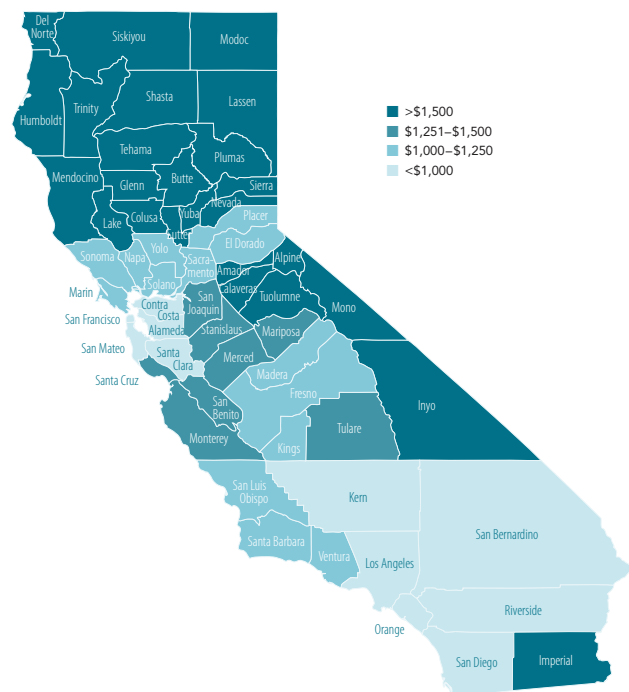 Del
Norte
Siskiyou
Modoc
Humboldt
Trinity
Shasta
Lassen
>$1,500
$1,251–$1,500
$1,000–$1,250
<$1,000
Tehama
Plumas
Mendocino
Glenn
Butte
Sierra
Lake
Colusa
Yuba
Nevada
Placer
Sutter
El Dorado
Sonoma
Napa
Yolo
Sacra-
mento
Amador
Alpine
Solano
Calaveras
Tuolumne
Mono
Marin
Contra
Costa
San
Joaquin
San Francisco
Alameda
Stanislaus
Mariposa
San Mateo
Santa
Clara
Merced
Madera
Santa Cruz
San
Benito
Fresno
Inyo
Monterey
Tulare
Kings
San Luis
Obispo
Kern
San Bernardino
Santa Barbara
Ventura
Los Angeles
Orange
Riverside
San Diego
Imperial